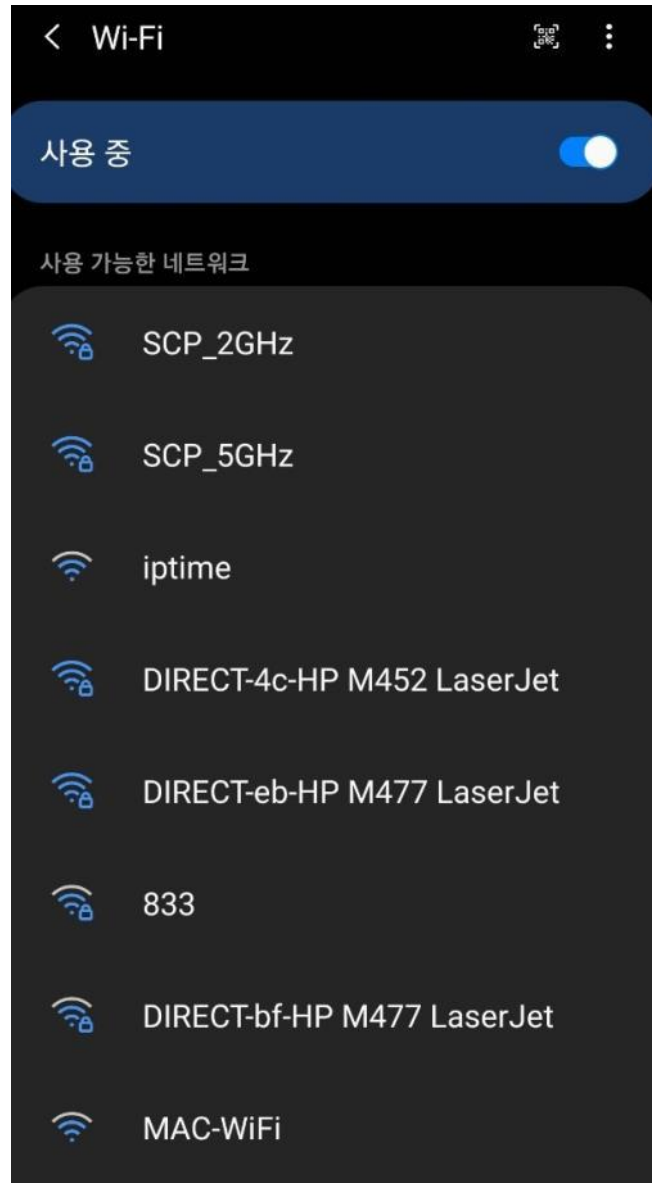 Wi-Fi
사용 중
사용 가능한 네트워크
SCP_2GHz
SCP_5GHz
iptime
DIRECT-4c-HP M452 LaserJet
DIRECT-eb-HP M477 LaserJet
833
DIRECT-bf-HP M477 LaserJet
MAC-WiFi